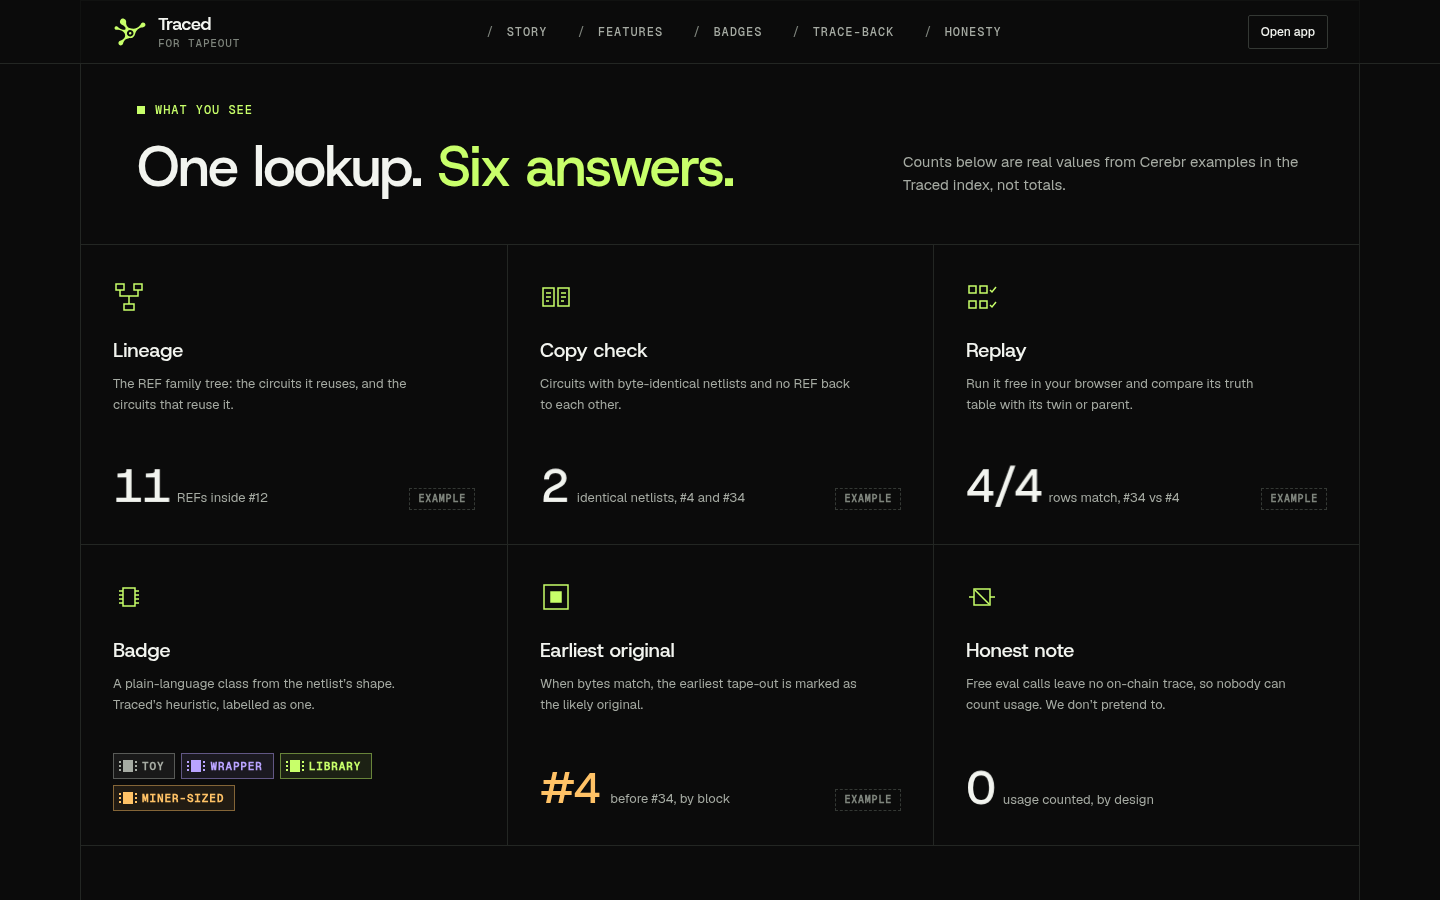 Traced
FOR TAPEOUT
/ STORY
/ FEATURES
/ BADGES
/ TRACE-BACK
/ HONESTY
Open app
WHAT YOU SEE
One lookup. Six answers.
Counts below are real values from Cerebr examples in the
Traced index, not totals.
Lineage
The REF family tree: the circuits it reuses, and the
circuits that reuse it.
11 REFs inside #12
EXAMPLE
Copy check
Circuits with byte-identical netlists and no REF back
to each other.
2 identical netlists, #4 and #34
EXAMPLE
Replay
Run it free in your browser and compare its truth
table with its twin or parent.
4/4 rows match, #34 vs #4
EXAMPLE
Badge
A plain-language class from the netlist's shape.
Traced's heuristic, labelled as one.
TOY
WRAPPER
LIBRARY
MINER-SIZED
Earliest original
When bytes match, the earliest tape-out is marked as
the likely original.
#4 before #34, by block
EXAMPLE
Honest note
Free eval calls leave no on-chain trace, so nobody can
count usage. We don't pretend to.
0 usage counted, by design